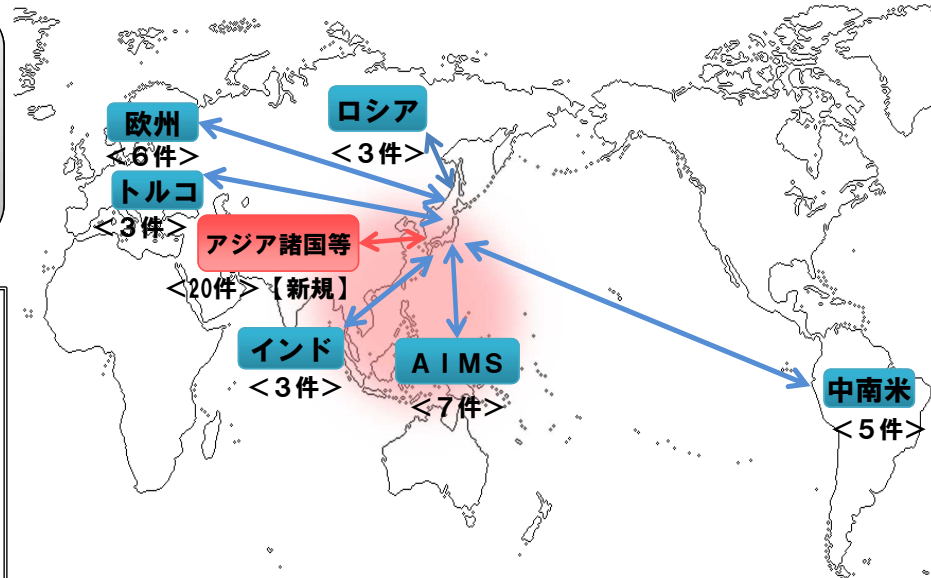 欧州
＜６件＞
ロシア
＜３件＞
トルコ
＜３件＞
アジア諸国等
＜20件＞【新規】
インド
＜３件＞
ＡＩＭＳ
＜７件＞
中南米
＜５件＞